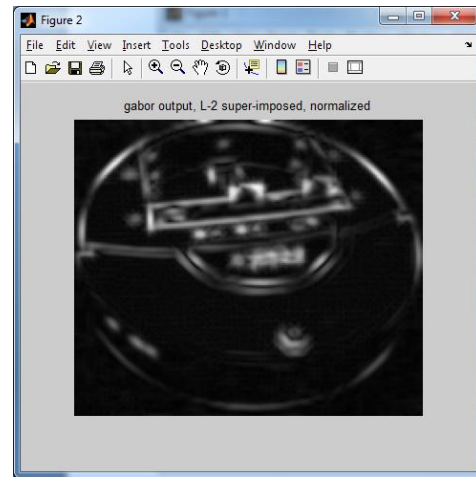 Figure 2
File Edit View Insert Tools Desktop Window Help
gabor output, L-2 super-imposed, normalized